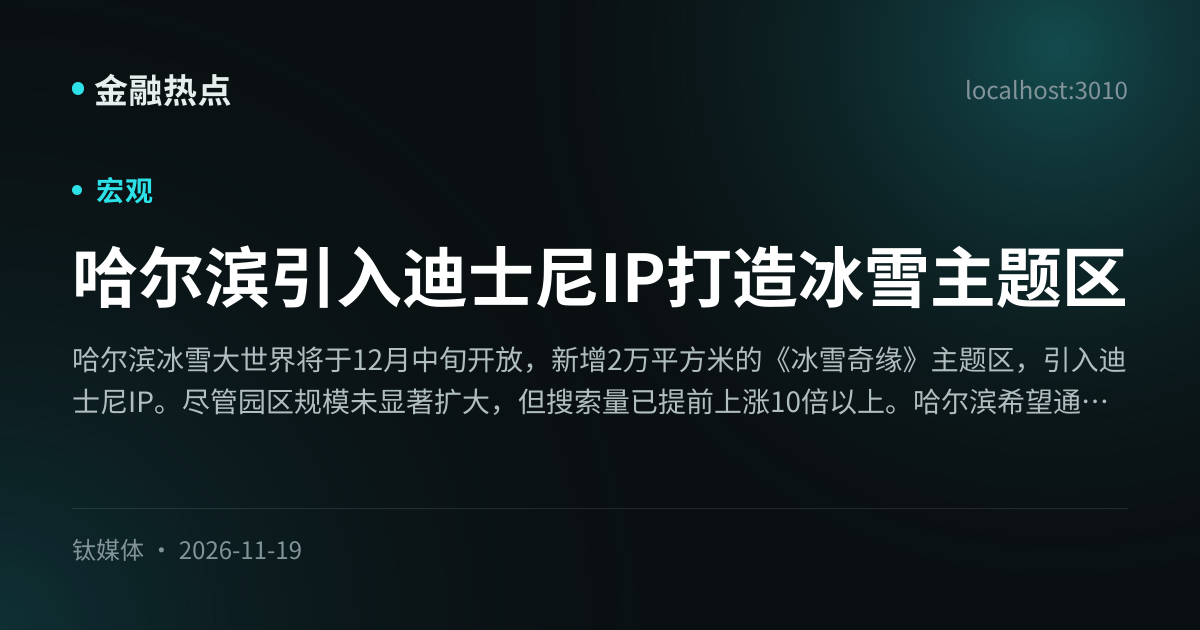 金融热点
localhost:3010
宏观
哈尔滨引入迪士尼IP打造冰雪主题区
哈尔滨冰雪大世界将于12月中旬开放，新增2万平方米的《冰雪奇缘》主题区，引入迪
士尼IP。尽管园区规模未显著扩大，但搜索量已提前上涨10倍以上。哈尔滨希望通…
钛媒体 · 2026-11-19